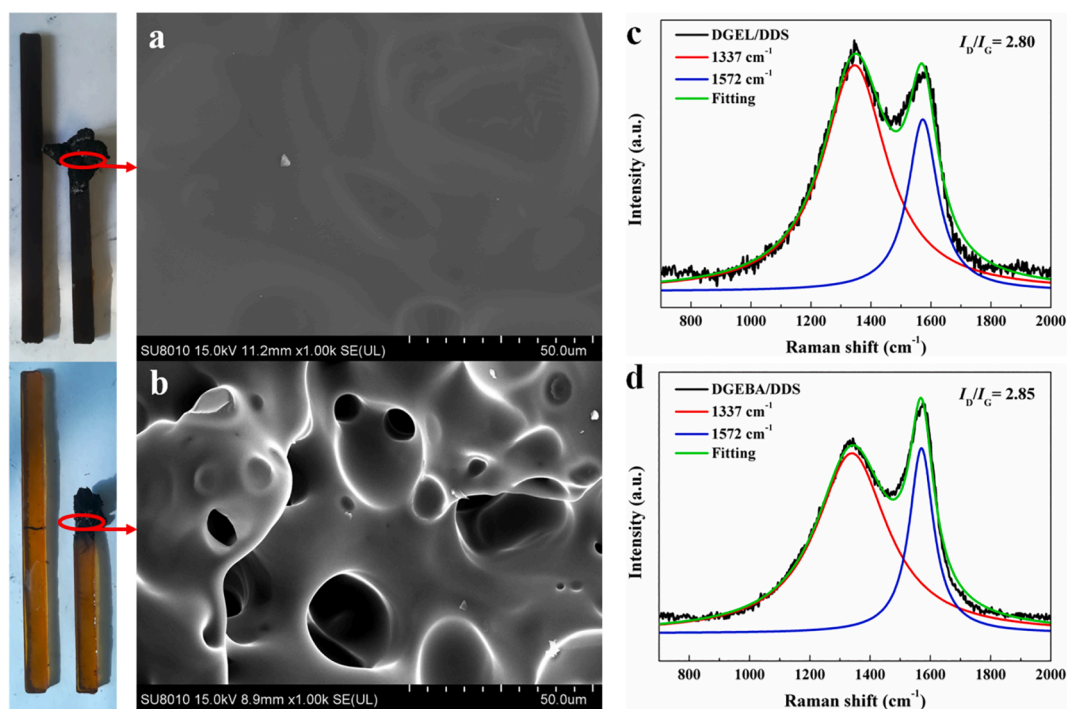 a
SU8010 15.0kV 11.2mm x1.00k SE(UL)
50.0um
b
SU8010 15.0kV 8.9mm x1.00k SE(UL)
50.0um
c
DGEL/DDS
1337 cm⁻¹
1572 cm⁻¹
Fitting
I_D/I_G= 2.80
Intensity (a.u.)
800 1000 1200 1400 1600 1800 2000
Raman shift (cm⁻¹)
d
DGEBA/DDS
1337 cm⁻¹
1572 cm⁻¹
Fitting
I_D/I_G= 2.85
Intensity (a.u.)
800 1000 1200 1400 1600 1800 2000
Raman shift (cm⁻¹)